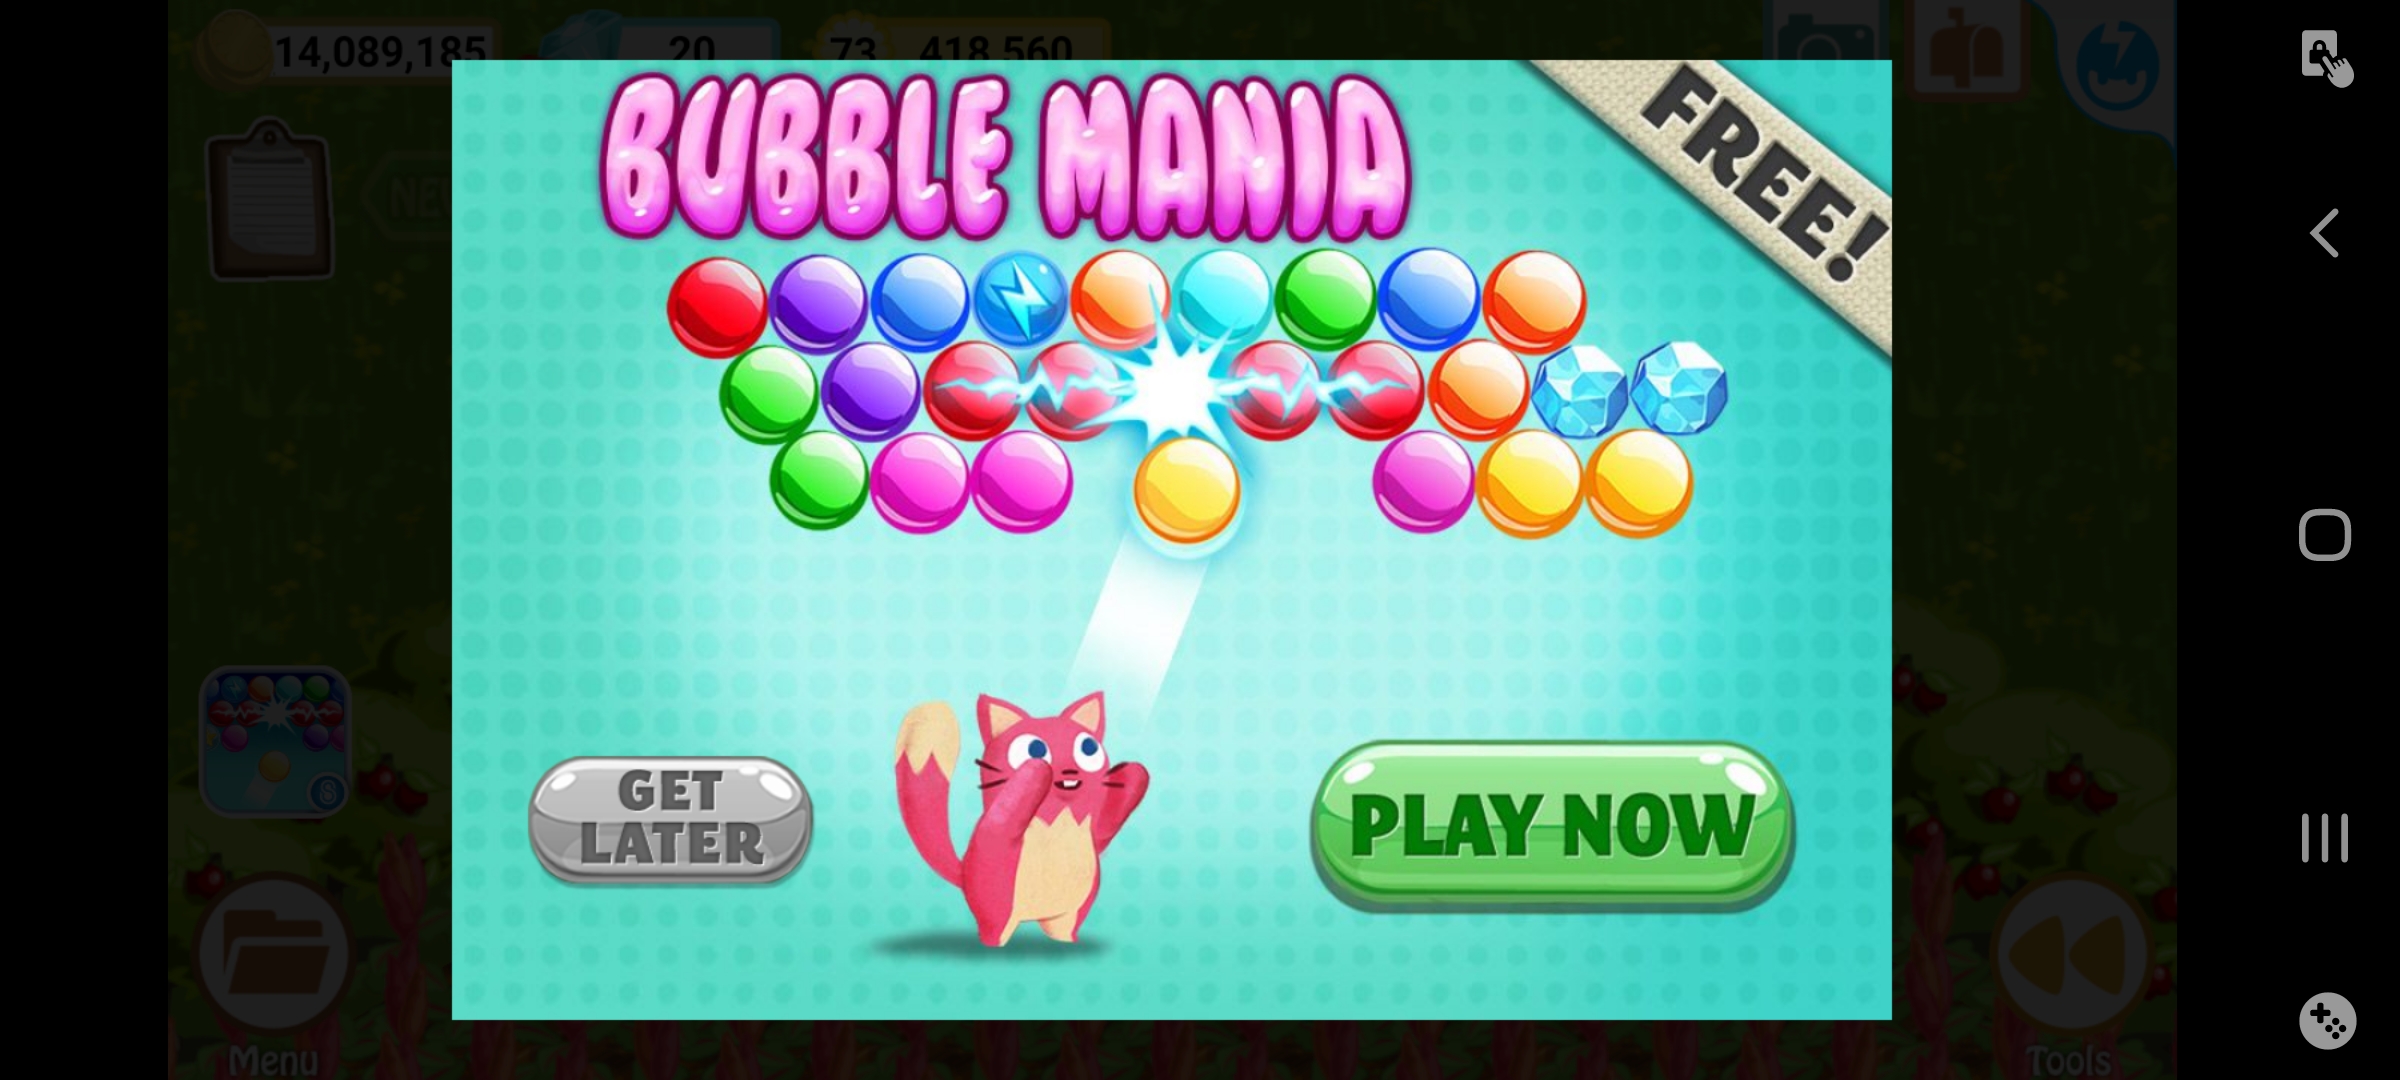 14,089,185
20
73
418,560
BUBBLE MANIA
FREE!
GET
LATER
PLAY NOW
Menu
Tools